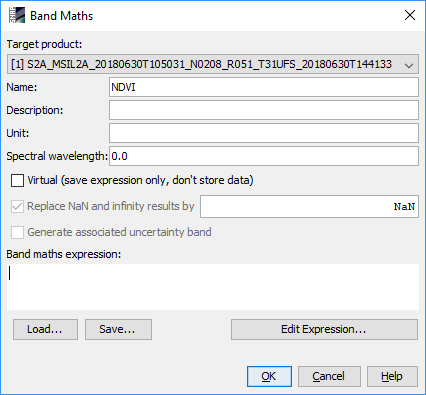 Band Maths
Target product:
[1] S2A_MSIL2A_20180630T105031_N0208_R051_T31UFS_20180630T144133
Name: NDVI
Description:
Unit:
Spectral wavelength: 0.0
Virtual (save expression only, don't store data)
Replace NaN and infinity results by NaN
Generate associated uncertainty band
Band maths expression:
Load... Save... Edit Expression...
OK Cancel Help